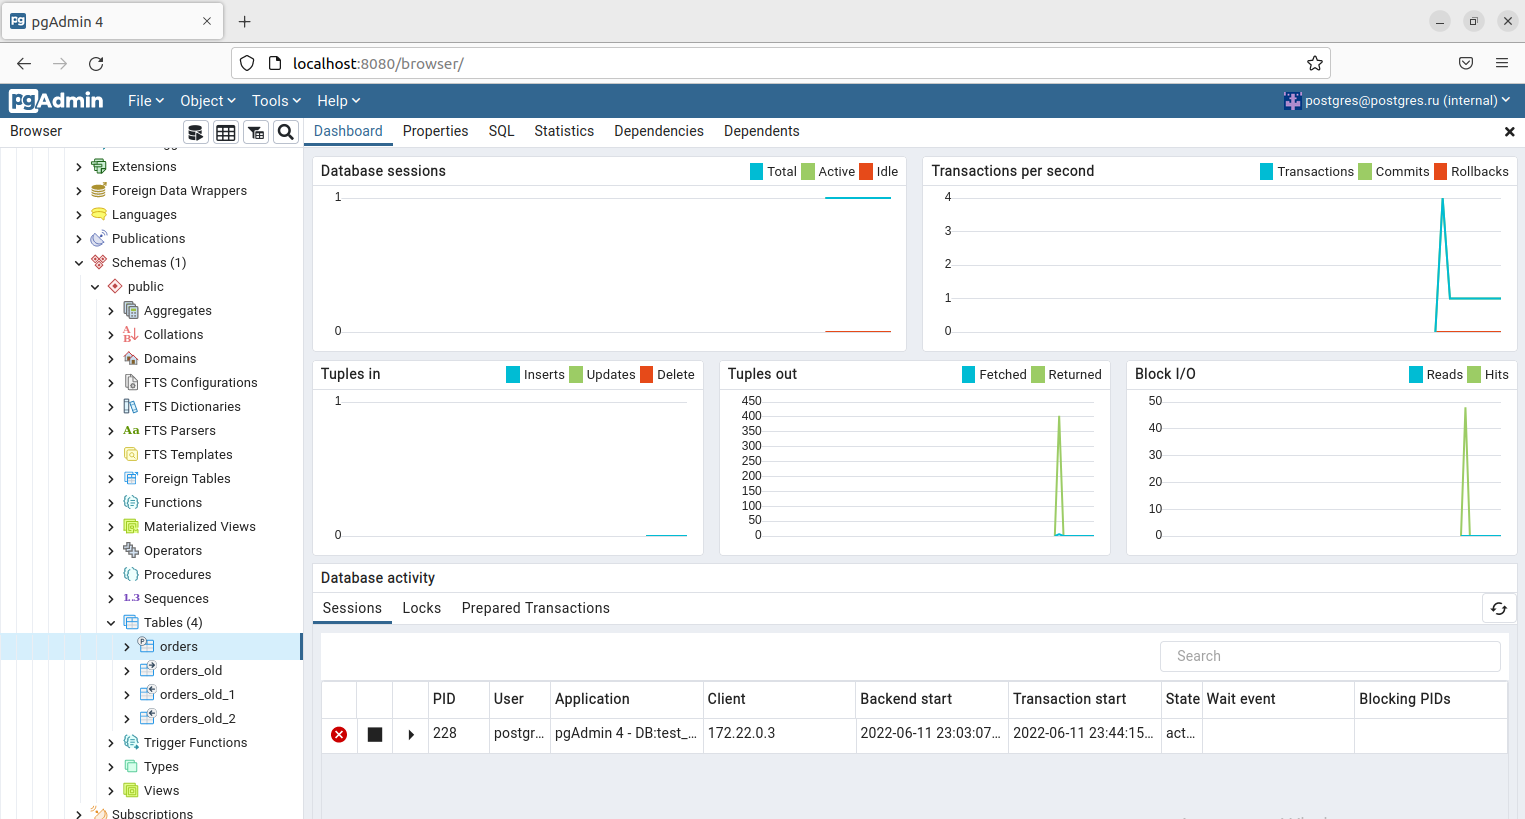 pgAdmin 4
localhost:8080/browser/
pgAdmin File Object Tools Help postgres@postgres.ru (internal)
Browser
Dashboard Properties SQL Statistics Dependencies Dependents
Extensions
Foreign Data Wrappers
Languages
Publications
Schemas (1)
public
Aggregates
Collations
Domains
FTS Configurations
FTS Dictionaries
FTS Parsers
FTS Templates
Foreign Tables
Functions
Materialized Views
Operators
Procedures
1.3 Sequences
Tables (4)
orders
orders_old
orders_old_1
orders_old_2
Trigger Functions
Types
Views
Subscriptions
Database sessions Total Active Idle
1
0
Transactions per second Transactions Commits Rollbacks
4
3
2
1
0
Tuples in Inserts Updates Delete
1
0
Tuples out Fetched Returned
450
400
350
300
250
200
150
100
50
0
Block I/O Reads Hits
50
40
30
20
10
0
Database activity
Sessions Locks Prepared Transactions
Search
PID User Application Client Backend start Transaction start State Wait event Blocking PIDs
228 postgr... pgAdmin 4 - DB:test_... 172.22.0.3 2022-06-11 23:03:07... 2022-06-11 23:44:15... act...